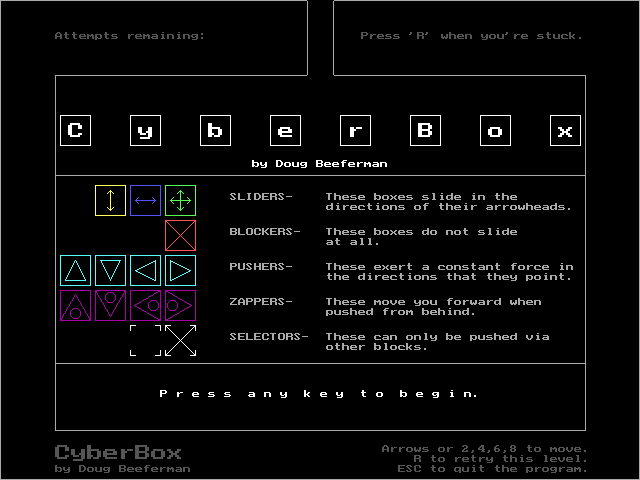 Attempts remaining:
Press 'R' when you're stuck.
C y b e r B o x
by Doug Beeferman
SLIDERS- These boxes slide in the
directions of their arrowheads.
BLOCKERS- These boxes do not slide
at all.
PUSHERS- These exert a constant force in
the directions that they point.
ZAPPERS- These move you forward when
pushed from behind.
SELECTORS- These can only be pushed via
other blocks.
Press any key to begin.
CyberBox
by Doug Beeferman
Arrows or 2,4,6,8 to move.
R to retry this level.
ESC to quit the program.